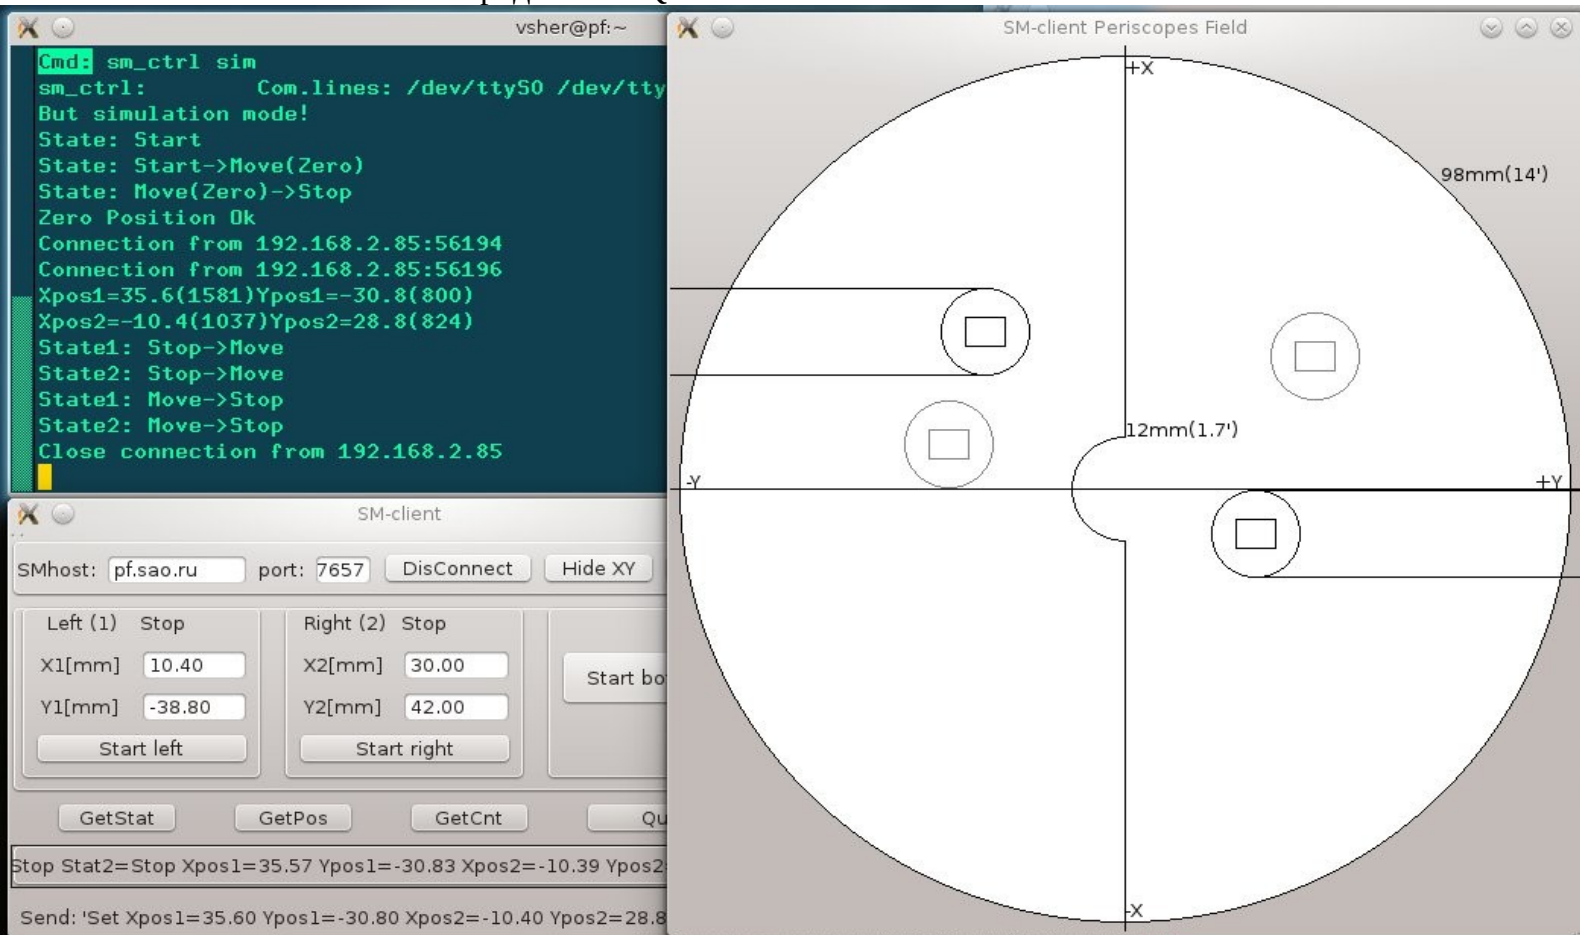 vsher@pf:~
Cmd: sm_ctrl sim
sm_ctrl: Com.lines: /dev/ttyS0 /dev/tty
But simulation mode!
State: Start
State: Start->Move(Zero)
State: Move(Zero)->Stop
Zero Position Ok
Connection from 192.168.2.85:56194
Connection from 192.168.2.85:56196
Xpos1=35.6(1581)Ypos1=-30.8(800)
Xpos2=-10.4(1037)Ypos2=28.8(824)
State1: Stop->Move
State2: Stop->Move
State1: Move->Stop
State2: Move->Stop
Close connection from 192.168.2.85
SM-client
SMhost: pf.sao.ru port: 7657 DisConnect Hide XY
Left (1) Stop Right (2) Stop
X1[mm] 10.40 X2[mm] 30.00
Start bo
Y1[mm] -38.80 Y2[mm] 42.00
Start left Start right
GetStat GetPos GetCnt Qu
Stop Stat2=Stop Xpos1=35.57 Ypos1=-30.83 Xpos2=-10.39 Ypos2
Send: 'Set Xpos1=35.60 Ypos1=-30.80 Xpos2=-10.40 Ypos2=28.8
SM-client Periscopes Field
+X
98mm(14')
12mm(1.7')
-Y
+Y
-X